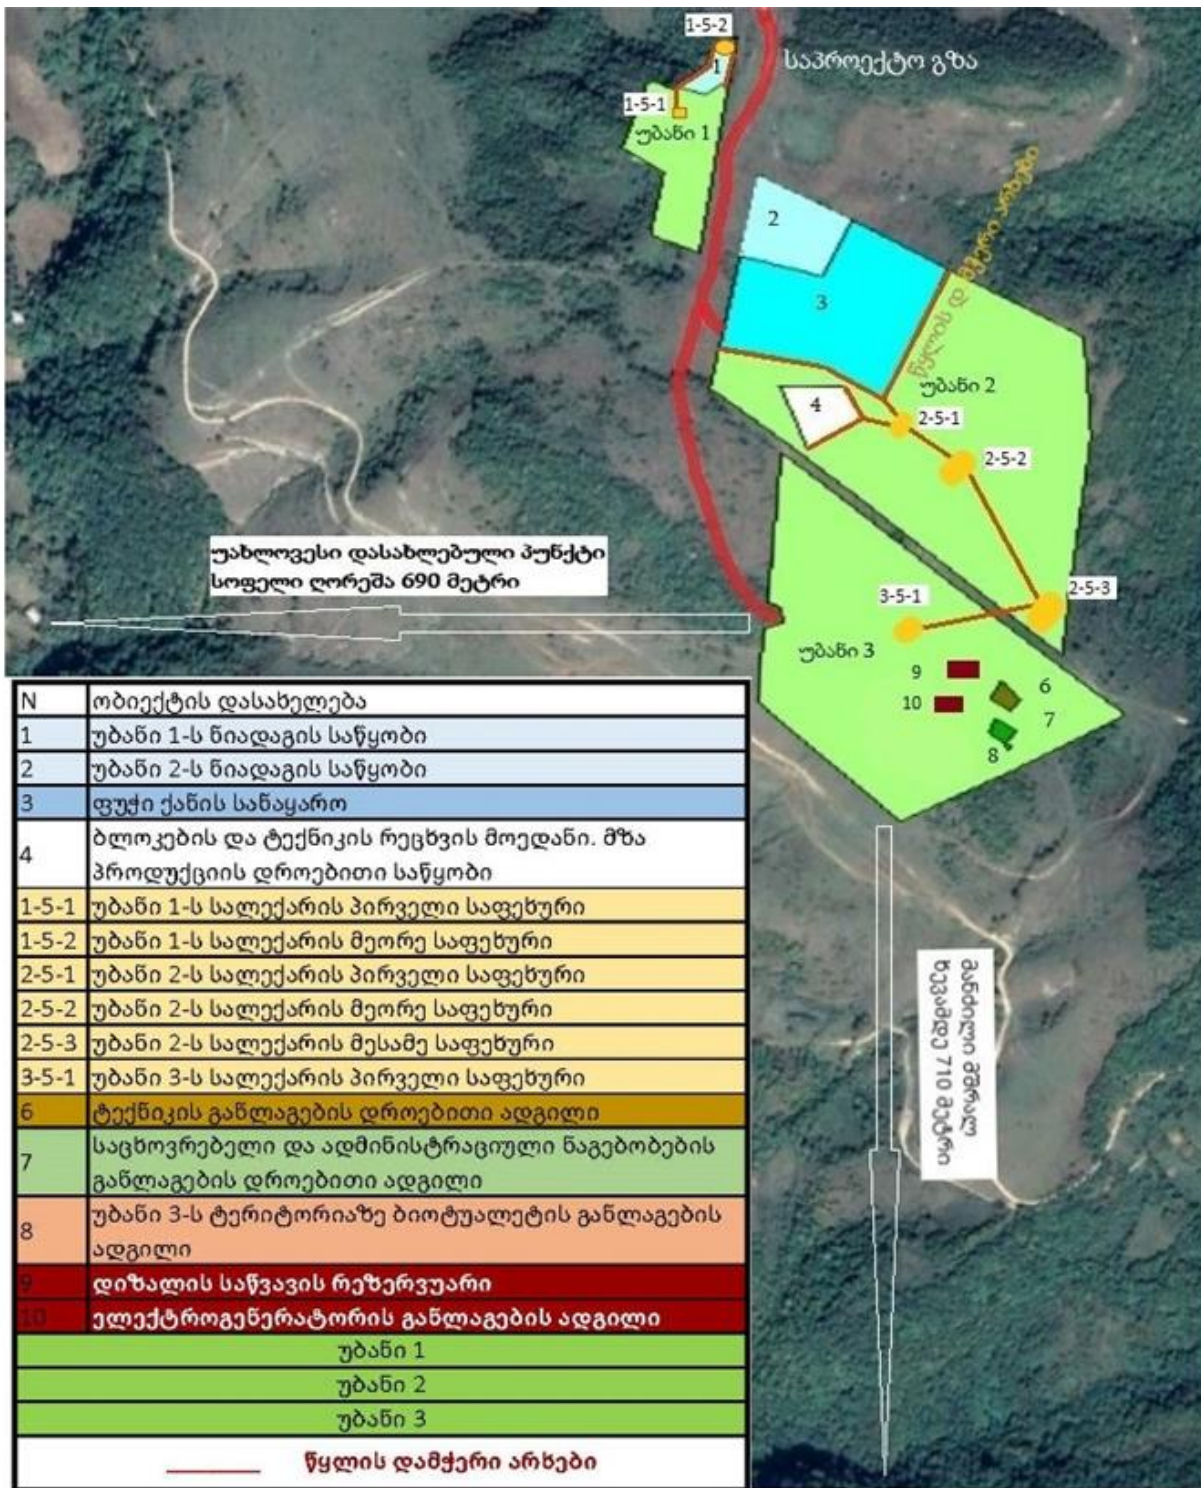 1-5-2
საპროექტო გზა
1
1-5-1
უბანი 1
2
წყლის დამჭერი არხები
3
უბანი 2
4
2-5-1
2-5-2
უახლოვესი დასახლებული პუნქტი
სოფელი ღორეშა 690 მეტრი
2-5-3
3-5-1
უბანი 3
9
6
10
7
8
N ობიექტის დასახელება
1 უბანი 1-ს ნიადაგის საწყობი
2 უბანი 2-ს ნიადაგის საწყობი
3 ფუჭი ქანის სანაყარო
4 ბლოკების და ტექნიკის რეცხვის მოედანი. მზა
პროდუქციის დროებითი საწყობი
1-5-1 უბანი 1-ს სალექარის პირველი საფეხური
1-5-2 უბანი 1-ს სალექარის მეორე საფეხური
2-5-1 უბანი 2-ს სალექარის პირველი საფეხური
2-5-2 უბანი 2-ს სალექარის მეორე საფეხური
2-5-3 უბანი 2-ს სალექარის მესამე საფეხური
3-5-1 უბანი 3-ს სალექარის პირველი საფეხური
6 ტექნიკის განლაგების დროებითი ადგილი
7 საცხოვრებელი და ადმინისტრაციული ნაგებობების
განლაგების დროებითი ადგილი
8 უბანი 3-ს ტერიტორიაზე ბიოტუალეტის განლაგების
ადგილი
9 დიზალის საწვავის რეზერვუარი
10 ელექტროგენერატორის განლაგების ადგილი
უბანი 1
უბანი 2
უბანი 3
წყლის დამჭერი არხები
მანძილი მშრალ
ხევამდე 710 მეტრი